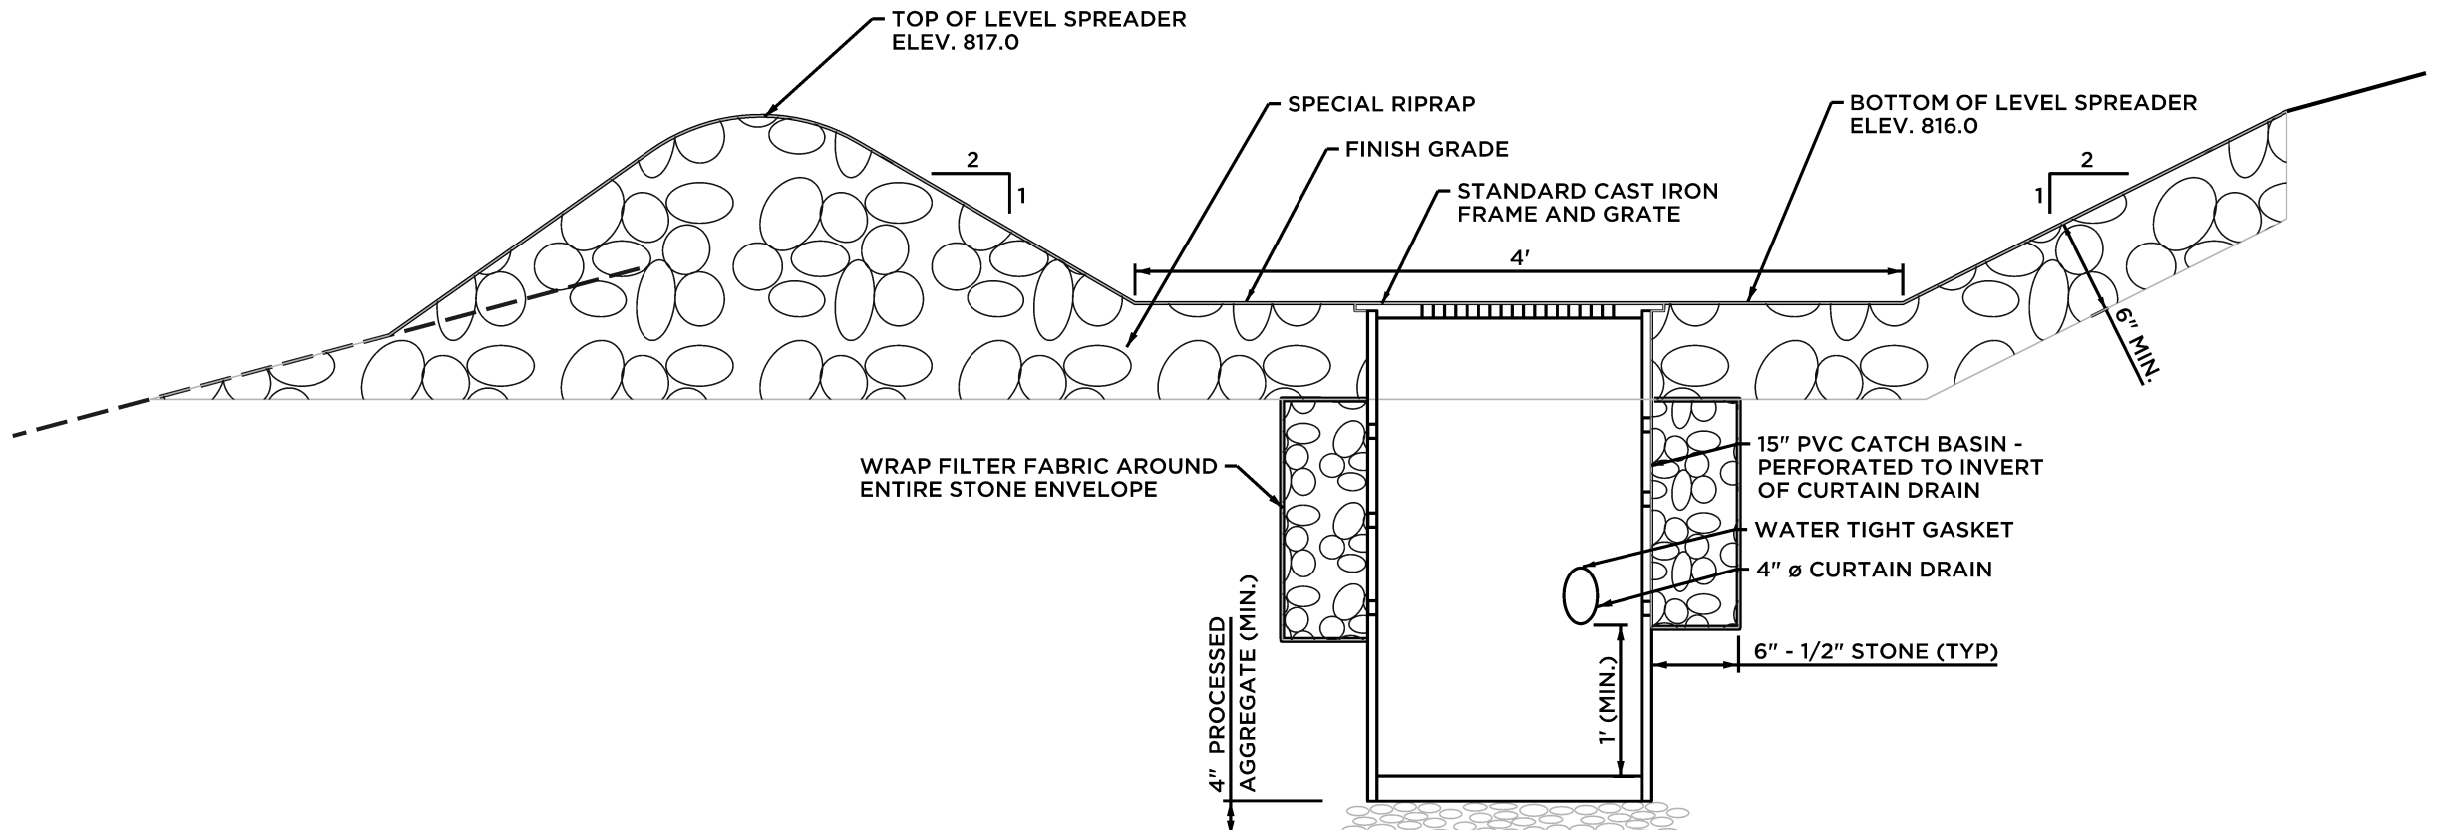 TOP OF LEVEL SPREADER
ELEV. 817.0
SPECIAL RIPRAP
BOTTOM OF LEVEL SPREADER
ELEV. 816.0
FINISH GRADE
2
1
2
1
STANDARD CAST IRON
FRAME AND GRATE
4'
6" MIN.
WRAP FILTER FABRIC AROUND
ENTIRE STONE ENVELOPE
15" PVC CATCH BASIN -
PERFORATED TO INVERT
OF CURTAIN DRAIN
WATER TIGHT GASKET
4" ø CURTAIN DRAIN
6" - 1/2" STONE (TYP)
1' (MIN.)
4" PROCESSED
AGGREGATE (MIN.)